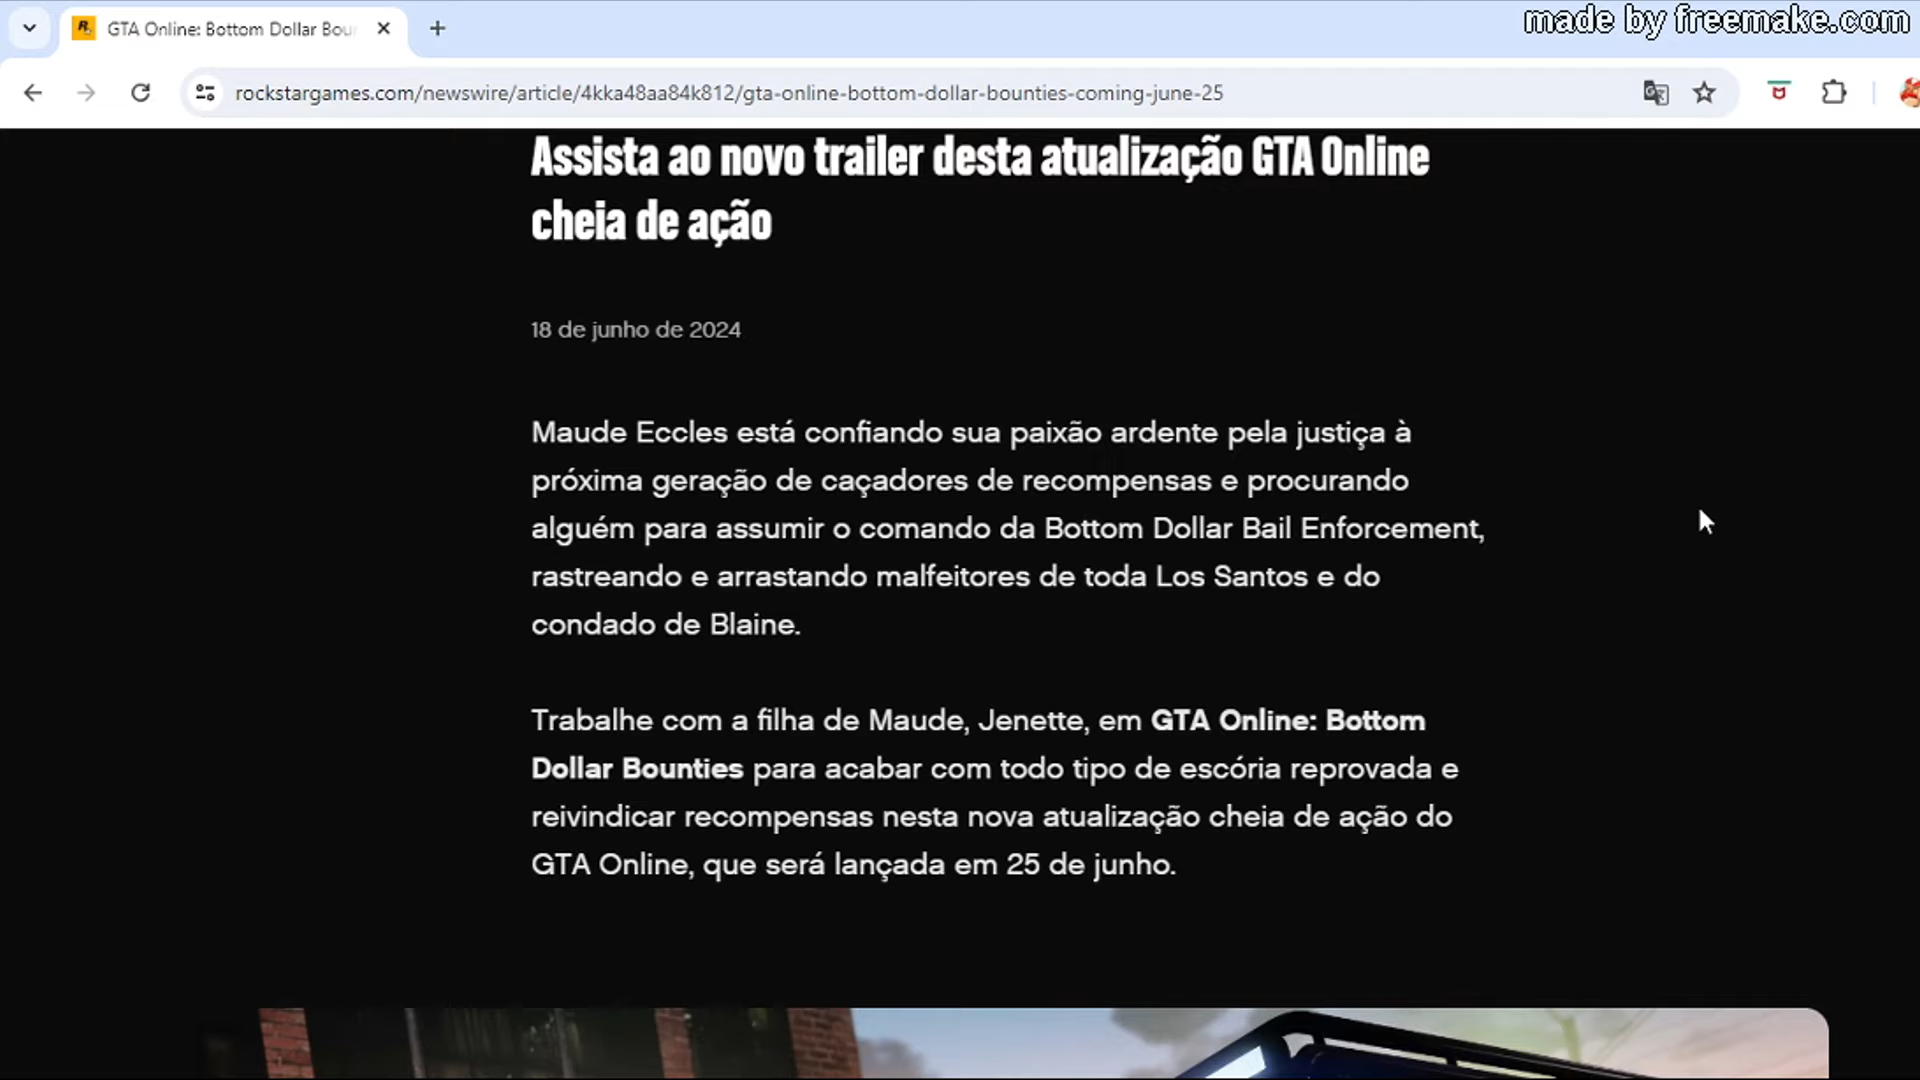 made by freemake.com
GTA Online: Bottom Dollar Bour
rockstargames.com/newswire/article/4kka48aa84k812/gta-online-bottom-dollar-bounties-coming-june-25
Assista ao novo trailer desta atualização GTA Online
cheia de ação
18 de junho de 2024
Maude Eccles está confiando sua paixão ardente pela justiça à
próxima geração de caçadores de recompensas e procurando
alguém para assumir o comando da Bottom Dollar Bail Enforcement,
rastreando e arrastando malfeitores de toda Los Santos e do
condado de Blaine.
Trabalhe com a filha de Maude, Jenette, em GTA Online: Bottom
Dollar Bounties para acabar com todo tipo de escória reprovada e
reivindicar recompensas nesta nova atualização cheia de ação do
GTA Online, que será lançada em 25 de junho.